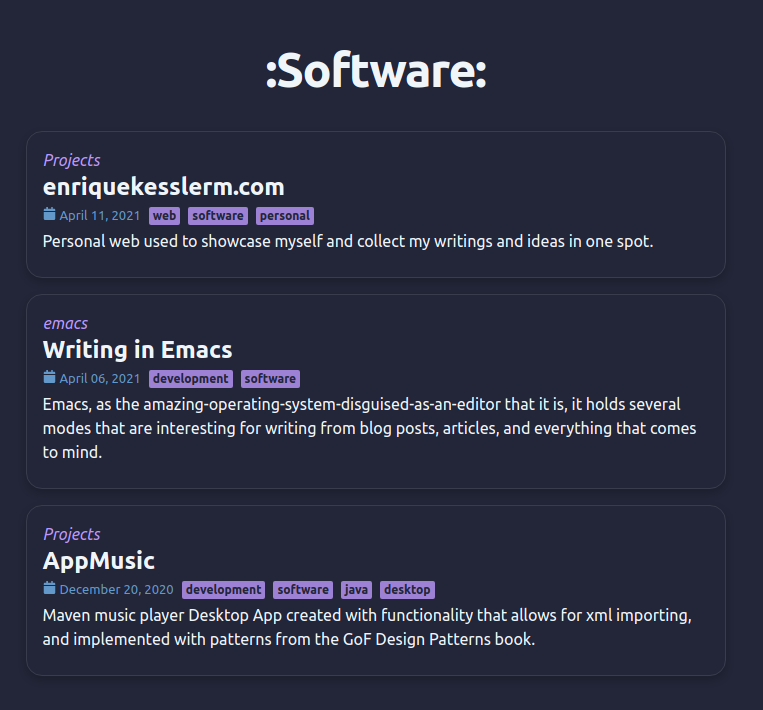 :Software:
Projects
enriquekesslerm.com
April 11, 2021 web software personal
Personal web used to showcase myself and collect my writings and ideas in one spot.
emacs
Writing in Emacs
April 06, 2021 development software
Emacs, as the amazing-operating-system-disguised-as-an-editor that it is, it holds several
modes that are interesting for writing from blog posts, articles, and everything that comes
to mind.
Projects
AppMusic
December 20, 2020 development software java desktop
Maven music player Desktop App created with functionality that allows for xml importing,
and implemented with patterns from the GoF Design Patterns book.